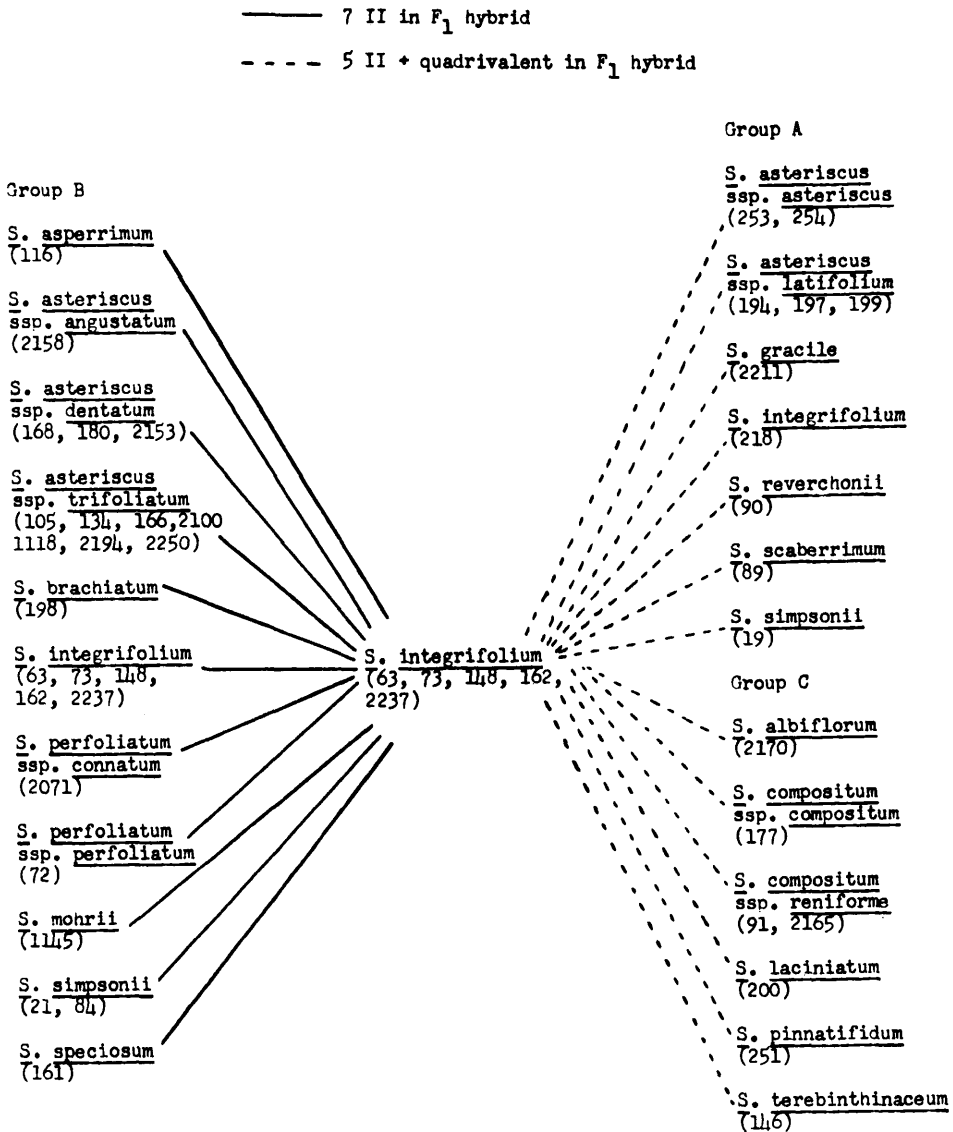 7 II in F1 hybrid
5 II + quadrivalent in F1 hybrid
Group B
S. asperrimum
(116)
S. asteriscus
ssp. angustatum
(2158)
S. asteriscus
ssp. dentatum
(168, 180, 2153)
S. asteriscus
ssp. trifoliatum
(105, 134, 166,2100
1118, 2194, 2250)
S. brachiatum
(198)
S. integrifolium
(63, 73, 148,
162, 2237)
S. perfoliatum
ssp. connatum
(2071)
S. perfoliatum
ssp. perfoliatum
(72)
S. mohrii
(1145)
S. simpsonii
(21, 84)
S. speciosum
(161)
S. integrifolium
(63, 73, 148, 162,
2237)
Group A
S. asteriscus
ssp. asteriscus
(253, 254)
S. asteriscus
ssp. latifolium
(194, 197, 199)
S. gracile
(2211)
S. integrifolium
(218)
S. reverchonii
(90)
S. scaberrimum
(89)
S. simpsonii
(19)
Group C
S. albiflorum
(2170)
S. compositum
ssp. compositum
(177)
S. compositum
ssp. reniforme
(91, 2165)
S. laciniatum
(200)
S. pinnatifidum
(251)
S. terebinthinaceum
(146)